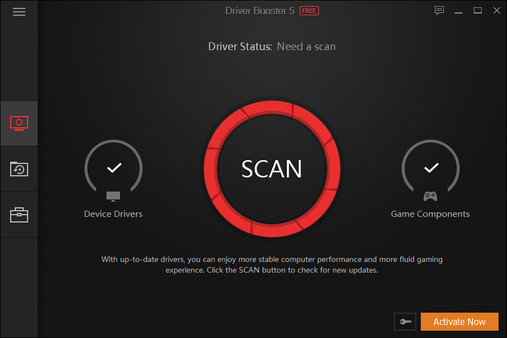 Driver Booster 5 FREE
Driver Status: Need a scan
SCAN
Device Drivers
Game Components
With up-to-date drivers, you can enjoy more stable computer performance and more fluid gaming
experience. Click the SCAN button to check for new updates.
Activate Now